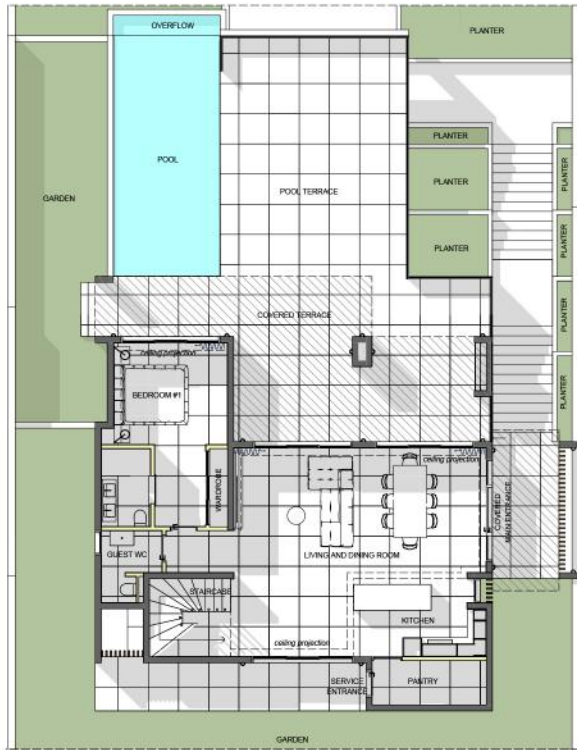 OVERFLOW
PLANTER
PLANTER
PLANTER
POOL
PLANTER
POOL TERRACE
GARDEN
PLANTER
PLANTER
PLANTER
COVERED TERRACE
ceiling projection
PLANTER
BEDROOM #1
ceiling projection
WARDROBE
COVERED
MAIN ENTRANCE
GUEST WC
LIVING AND DINING ROOM
STAIRCASE
KITCHEN
ceiling projection
SERVICE
ENTRANCE
PANTRY
GARDEN